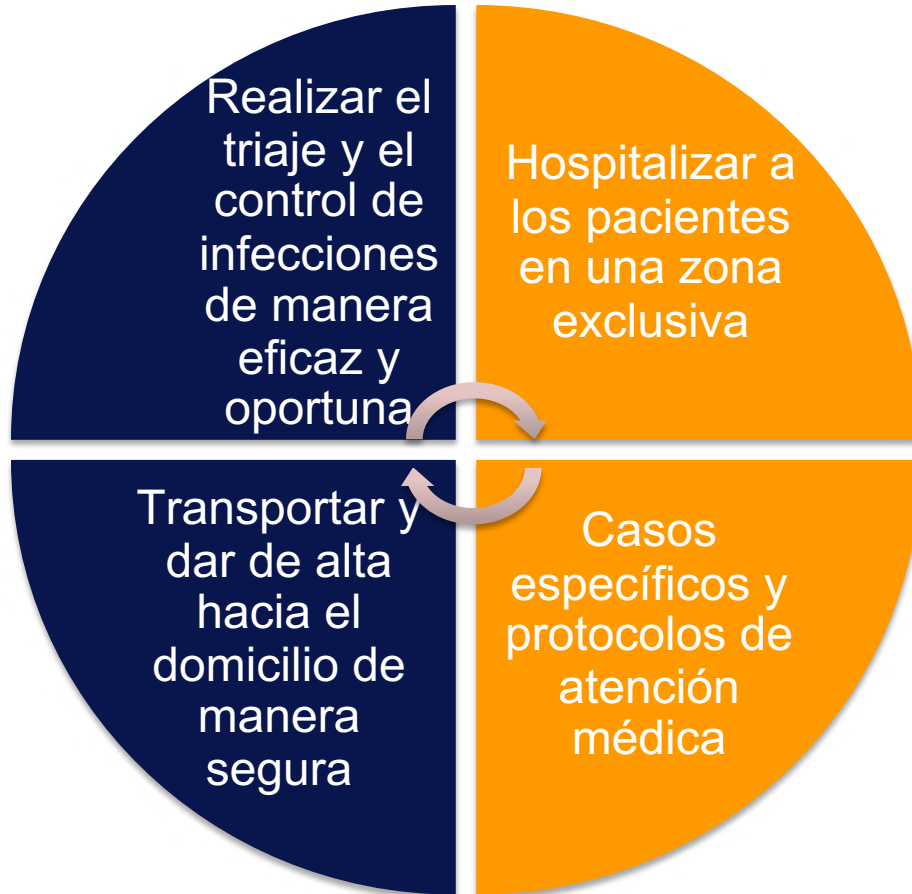 Realizar el
triaje y el
control de
infecciones
de manera
eficaz y
oportuna
Hospitalizar a
los pacientes
en una zona
exclusiva
Transportar y
dar de alta
hacia el
domicilio de
manera
segura
Casos
específicos y
protocolos de
atención
médica